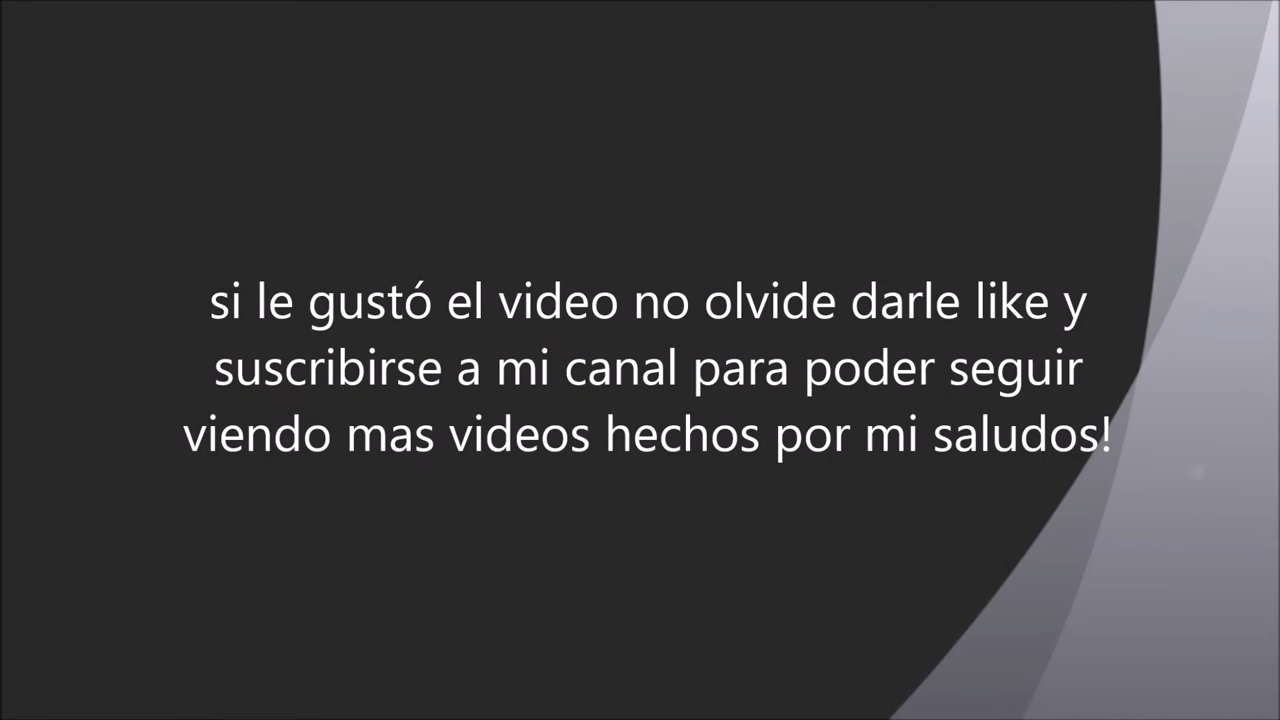 si le gustó el video no olvide darle like y
suscribirse a mi canal para poder seguir
viendo mas videos hechos por mi saludos!